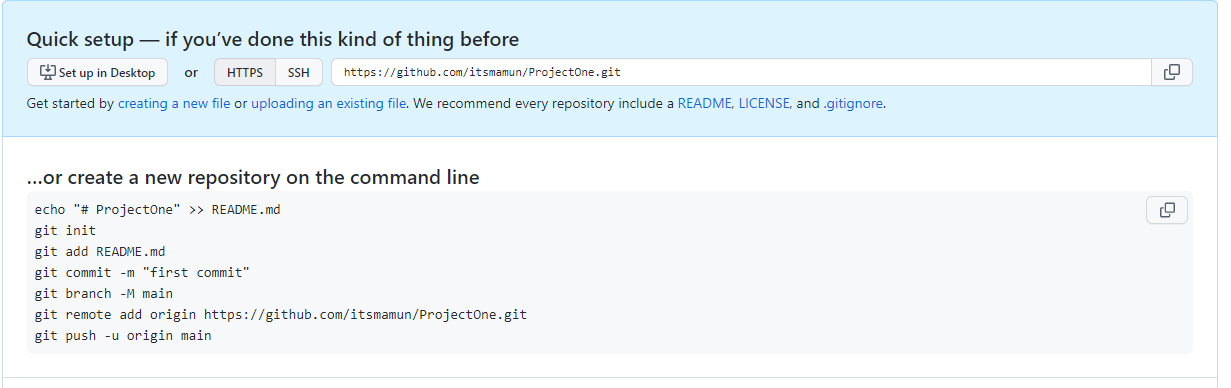 Quick setup — if you’ve done this kind of thing before
Set up in Desktop or HTTPS SSH https://github.com/itsmamun/ProjectOne.git
Get started by creating a new file or uploading an existing file. We recommend every repository include a README, LICENSE, and .gitignore.
…or create a new repository on the command line
echo "# ProjectOne" >> README.md
git init
git add README.md
git commit -m "first commit"
git branch -M main
git remote add origin https://github.com/itsmamun/ProjectOne.git
git push -u origin main